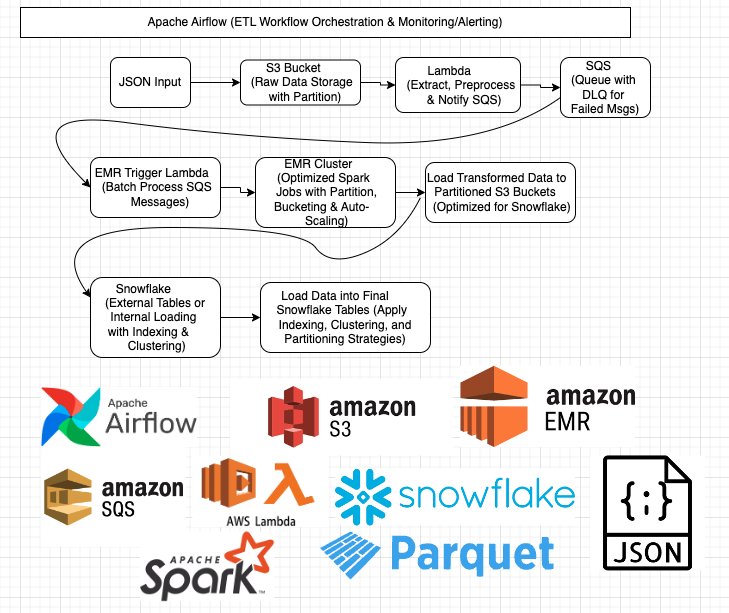 Apache Airflow (ETL Workflow Orchestration & Monitoring/Alerting)
JSON Input
S3 Bucket
(Raw Data Storage
with Partition)
Lambda
(Extract, Preprocess
& Notify SQS)
SQS
(Queue with
DLQ for
Failed Msgs)
EMR Trigger Lambda
(Batch Process SQS
Messages)
EMR Cluster
(Optimized Spark
Jobs with Partition,
Bucketing & Auto-
Scaling)
Load Transformed Data to
Partitioned S3 Buckets
(Optimized for Snowflake)
Snowflake
(External Tables or
Internal Loading
with Indexing &
Clustering)
Load Data into Final
Snowflake Tables (Apply
Indexing, Clustering, and
Partitioning Strategies)
Apache
Airflow
amazon
S3
amazon
EMR
amazon
SQS
AWS Lambda
snowflake
{;}
JSON
APACHE
Spark™
Parquet